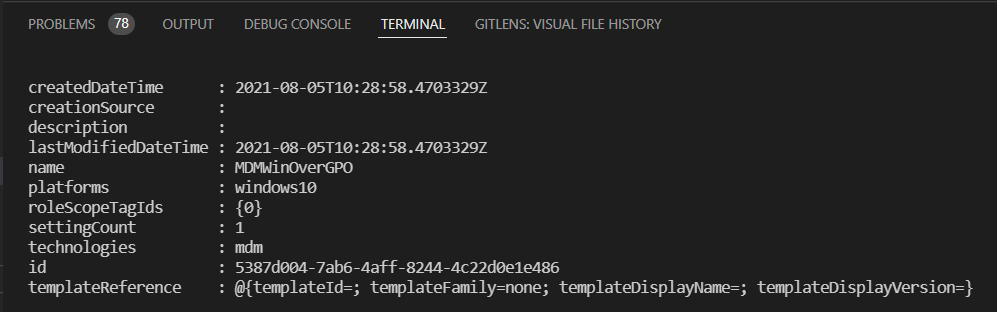 PROBLEMS 78 OUTPUT DEBUG CONSOLE TERMINAL GITLENS: VISUAL FILE HISTORY
createdDateTime : 2021-08-05T10:28:58.4703329Z
creationSource :
description :
lastModifiedDateTime : 2021-08-05T10:28:58.4703329Z
name : MDMWinOverGPO
platforms : windows10
roleScopeTagIds : {0}
settingCount : 1
technologies : mdm
id : 5387d004-7ab6-4aff-8244-4c22d0e1e486
templateReference : @{templateId=; templateFamily=none; templateDisplayName=; templateDisplayVersion=}